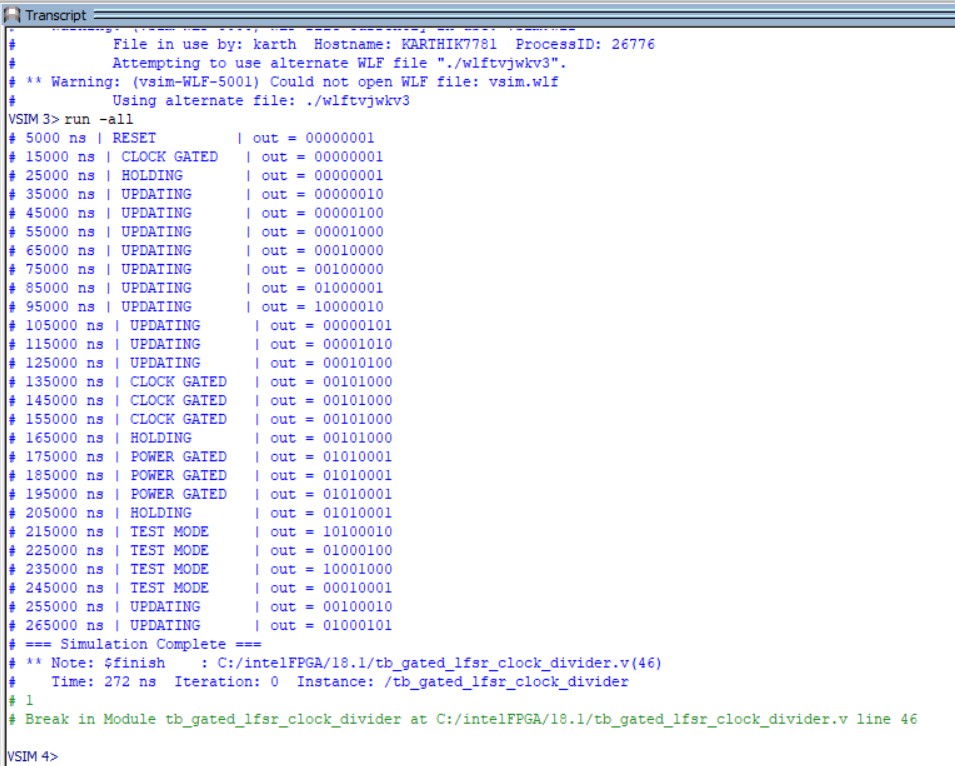 Transcript
# File in use by: karth Hostname: KARTHIK7781 ProcessID: 26776
# Attempting to use alternate WLF file "./wlftvjwkv3".
# ** Warning: (vsim-WLF-5001) Could not open WLF file: vsim.wlf
# Using alternate file: ./wlftvjwkv3
VSIM 3> run -all
# 5000 ns | RESET | out = 00000001
# 15000 ns | CLOCK GATED | out = 00000001
# 25000 ns | HOLDING | out = 00000001
# 35000 ns | UPDATING | out = 00000010
# 45000 ns | UPDATING | out = 00000100
# 55000 ns | UPDATING | out = 00001000
# 65000 ns | UPDATING | out = 00010000
# 75000 ns | UPDATING | out = 00100000
# 85000 ns | UPDATING | out = 01000001
# 95000 ns | UPDATING | out = 10000010
# 105000 ns | UPDATING | out = 00000101
# 115000 ns | UPDATING | out = 00001010
# 125000 ns | UPDATING | out = 00010100
# 135000 ns | CLOCK GATED | out = 00101000
# 145000 ns | CLOCK GATED | out = 00101000
# 155000 ns | CLOCK GATED | out = 00101000
# 165000 ns | HOLDING | out = 00101000
# 175000 ns | POWER GATED | out = 01010001
# 185000 ns | POWER GATED | out = 01010001
# 195000 ns | POWER GATED | out = 01010001
# 205000 ns | HOLDING | out = 01010001
# 215000 ns | TEST MODE | out = 10100010
# 225000 ns | TEST MODE | out = 01000100
# 235000 ns | TEST MODE | out = 10001000
# 245000 ns | TEST MODE | out = 00010001
# 255000 ns | UPDATING | out = 00100010
# 265000 ns | UPDATING | out = 01000101
# === Simulation Complete ===
# ** Note: $finish : C:/intelFPGA/18.1/tb_gated_lfsr_clock_divider.v(46)
# Time: 272 ns Iteration: 0 Instance: /tb_gated_lfsr_clock_divider
# 1
# Break in Module tb_gated_lfsr_clock_divider at C:/intelFPGA/18.1/tb_gated_lfsr_clock_divider.v line 46
VSIM 4>